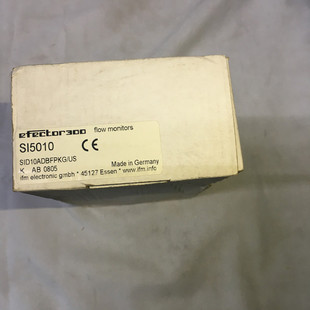 efector300 flow monitors
SI5010 CE
SID10ADBFPKG/US
K AB 0805 Made in Germany
ifm electronic gmbh * 45127 Essen * www.ifm.info